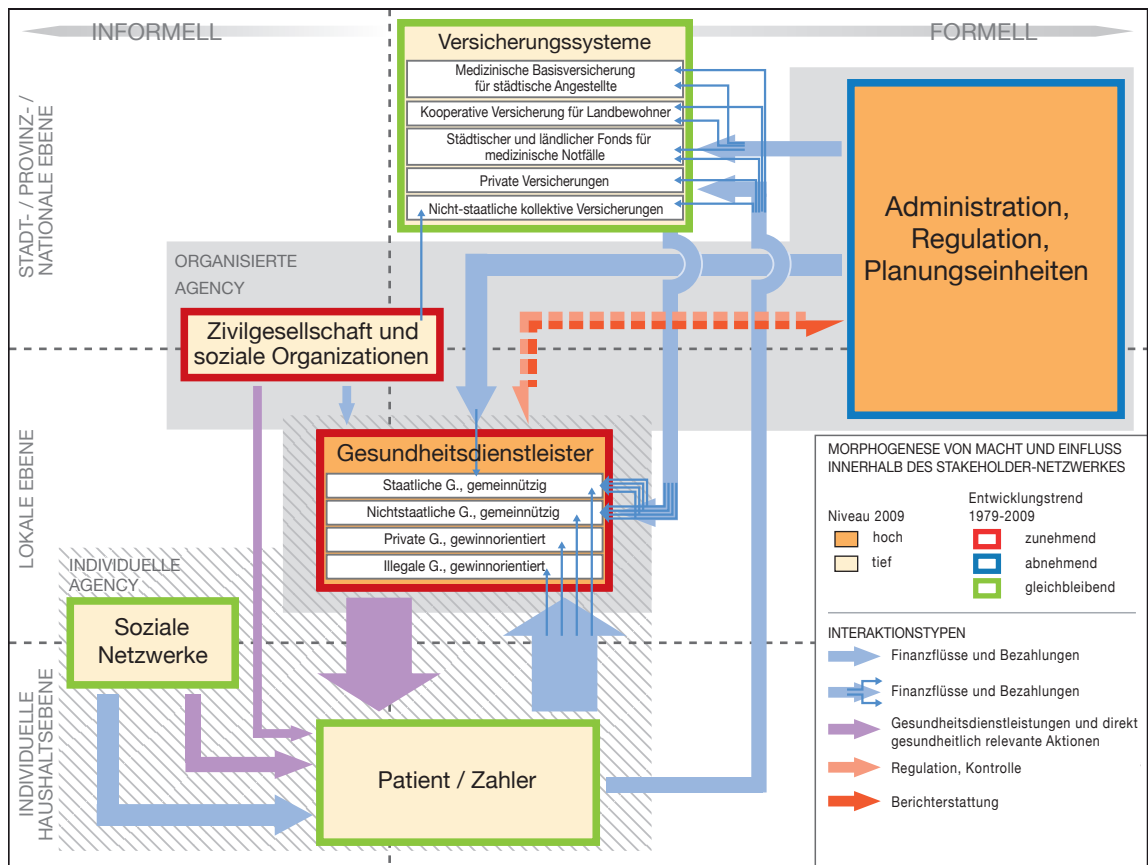 INFORMELL
FORMELL
STADT- / PROVINZ- /
NATIONALE EBENE
LOKALE EBENE
INDIVIDUELLE
HAUSHALTSEBENE
Versicherungssysteme
Medizinische Basisversicherung
für städtische Angestellte
Kooperative Versicherung für Landbewohner
Städtischer und ländlicher Fonds für
medizinische Notfälle
Private Versicherungen
Nicht-staatliche kollektive Versicherungen
Administration,
Regulation,
Planungseinheiten
ORGANISIERTE
AGENCY
Zivilgesellschaft und
soziale Organizationen
Gesundheitsdienstleister
Staatliche G., gemeinnützig
Nichtstaatliche G., gemeinnützig
Private G., gewinnorientiert
Illegale G., gewinnorientiert
INDIVIDUELLE
AGENCY
Soziale
Netzwerke
Patient / Zahler
MORPHOGENESE VON MACHT UND EINFLUSS
INNERHALB DES STAKEHOLDER-NETZWERKES
Niveau 2009
hoch
tief
Entwicklungstrend
1979-2009
zunehmend
abnehmend
gleichbleibend
INTERAKTIONSTYPEN
Finanzflüsse und Bezahlungen
Finanzflüsse und Bezahlungen
Gesundheitsdienstleistungen und direkt
gesundheitlich relevante Aktionen
Regulation, Kontrolle
Berichterstattung